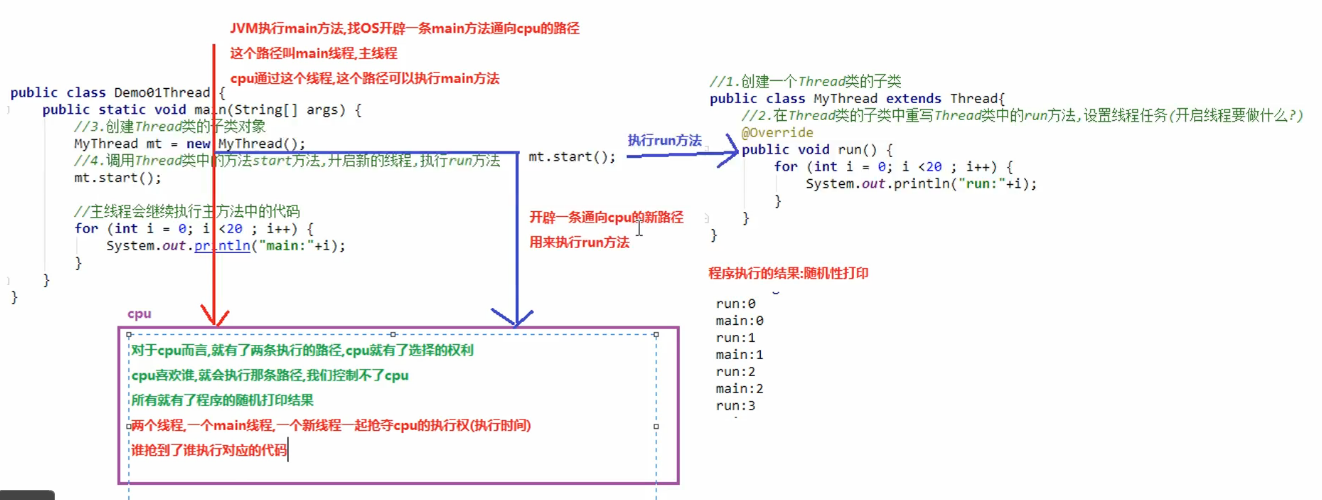 JVM执行main方法,找OS开辟一条main方法通向cpu的路径
这个路径叫main线程,主线程
cpu通过这个线程,这个路径可以执行main方法
public class Demo01Thread {
public static void main(String[] args) {
//3.创建Thread类的子类对象
MyThread mt = new MyThread();
//4.调用Thread类中的方法start方法,开启新的线程,执行run方法
mt.start();
//主线程会继续执行主方法中的代码
for (int i = 0; i <20 ; i++) {
System.out.println("main:"+i);
}
}
}
mt.start();
执行run方法
开辟一条通向cpu的新路径
用来执行run方法
//1.创建一个Thread类的子类
public class MyThread extends Thread{
//2.在Thread类的子类中重写Thread类中的run方法,设置线程任务(开启线程要做什么?)
@Override
public void run() {
for (int i = 0; i <20 ; i++) {
System.out.println("run:"+i);
}
}
}
程序执行的结果:随机性打印
run:0
main:0
run:1
main:1
run:2
main:2
run:3
cpu
对于cpu而言,就有了两条执行的路径,cpu就有了选择的权利
cpu喜欢谁,就会执行那条路径,我们控制不了cpu
所有就有了程序的随机打印结果
两个线程,一个main线程,一个新线程一起抢夺cpu的执行权(执行时间)
谁抢到了谁执行对应的代码